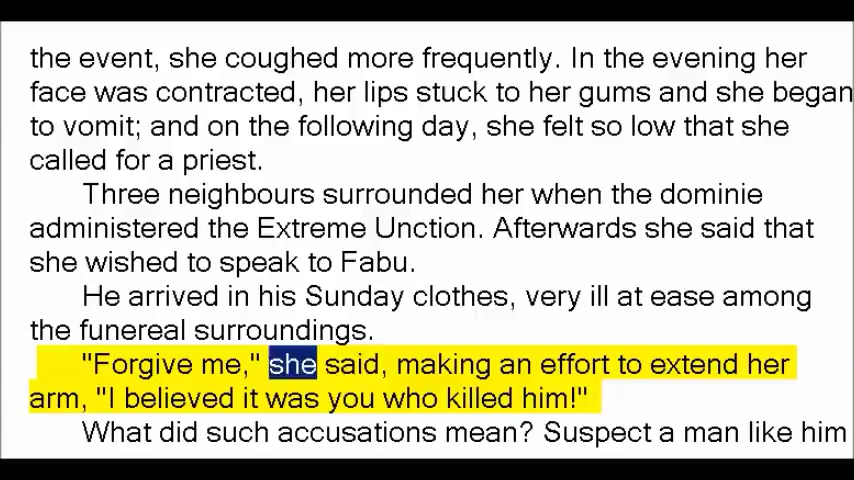 the event, she coughed more frequently. In the evening her
face was contracted, her lips stuck to her gums and she began
to vomit; and on the following day, she felt so low that she
called for a priest.
Three neighbours surrounded her when the dominie
administered the Extreme Unction. Afterwards she said that
she wished to speak to Fabu.
He arrived in his Sunday clothes, very ill at ease among
the funereal surroundings.
"Forgive me," she said, making an effort to extend her
arm, "I believed it was you who killed him!"
What did such accusations mean? Suspect a man like him